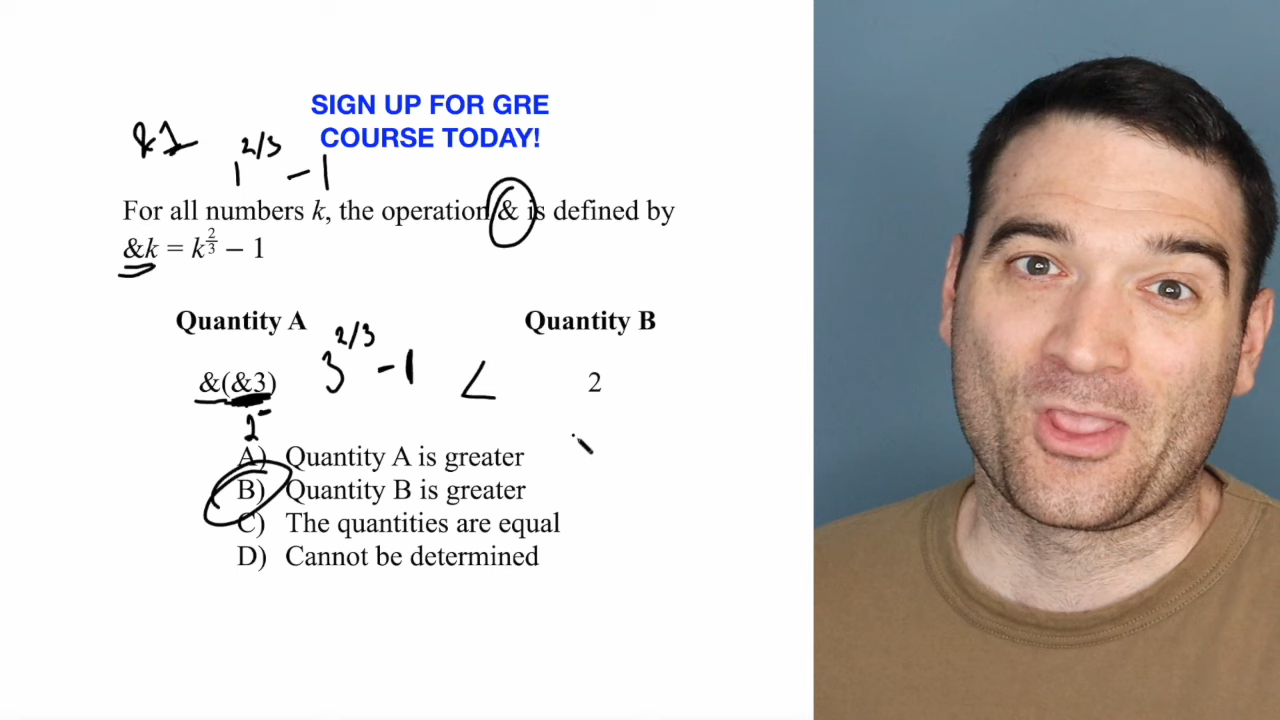 SIGN UP FOR GRE
COURSE TODAY!
&1 1^2/3 - 1
For all numbers k, the operation & is defined by
&k = k^2/3 – 1
Quantity A Quantity B
&(&3) 3^2/3 - 1 < 2
2-
A) Quantity A is greater
B) Quantity B is greater
C) The quantities are equal
D) Cannot be determined